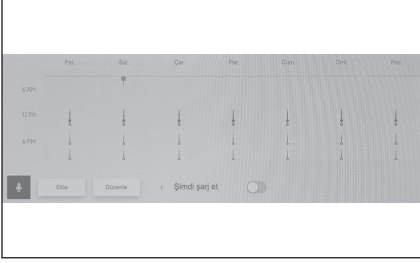 Pzt. Sal. Çar. Per. Cum. Cmt. Paz.
6 AM
12 PM
6 PM
Ekle Düzenle Şimdi şarj et